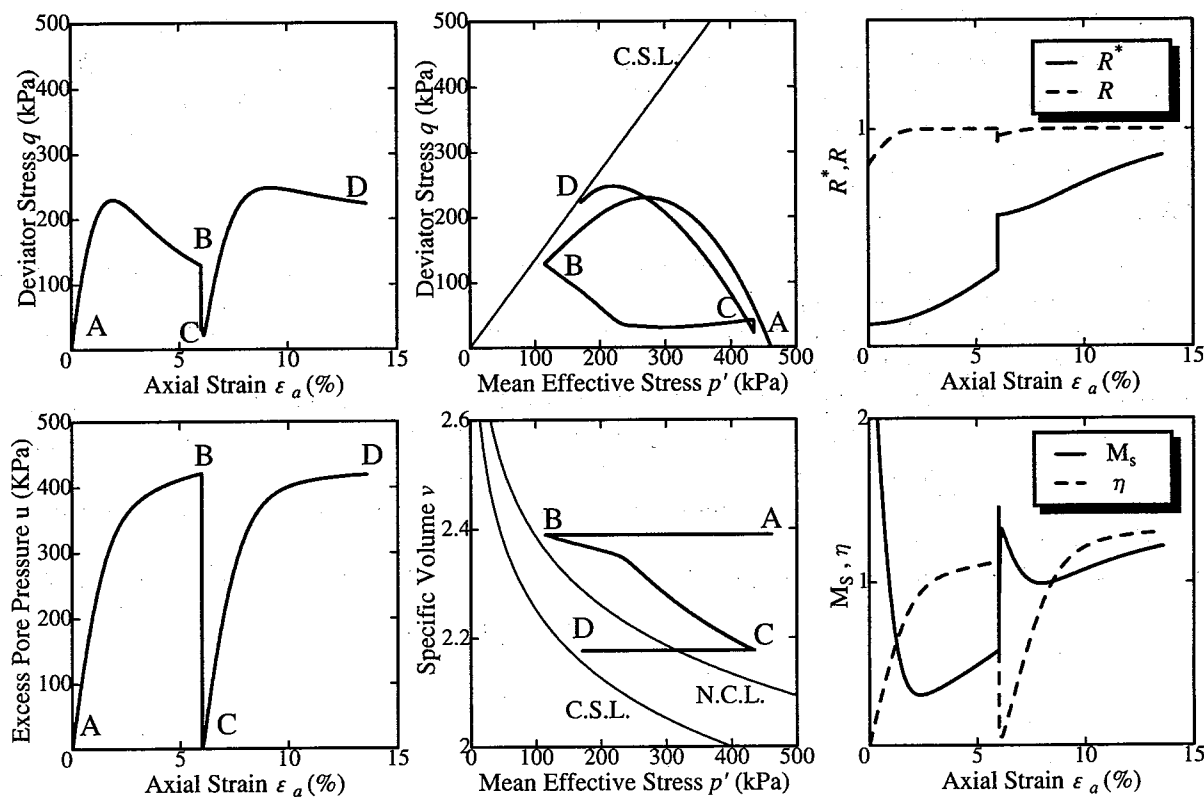 500
400
300
200
100
0
5
10
15
Deviator Stress q (kPa)
Axial Strain ε a (%)
A
B
C
D
500
400
300
200
100
0
100
200
300
400
500
Deviator Stress q (kPa)
Mean Effective Stress p' (kPa)
C.S.L.
D
B
C
A
R*
R
1
0
5
10
15
R*,R
Axial Strain ε a (%)
500
400
300
200
100
0
0
5
10
15
Excess Pore Pressure u (KPa)
Axial Strain ε a (%)
A
B
C
D
2.6
2.4
2.2
2
0
100
200
300
400
500
Specific Volume v
Mean Effective Stress p' (kPa)
B
A
D
C
C.S.L.
N.C.L.
2
1
0
5
10
15
Ms
η
Ms , η
Axial Strain ε a (%)